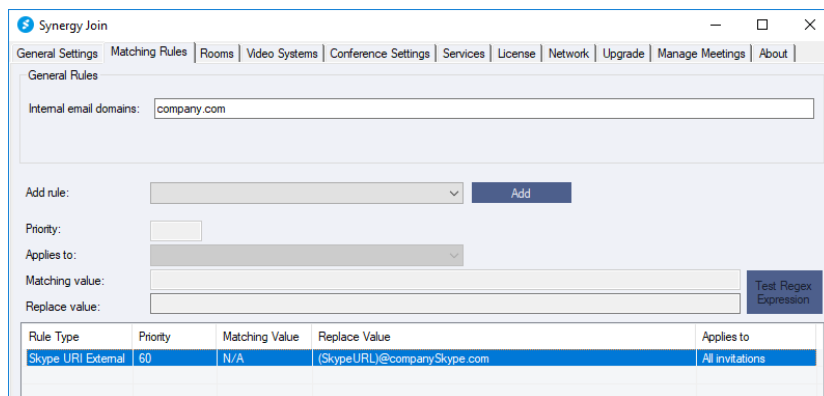 Synergy Join
General Settings Matching Rules Rooms Video Systems Conference Settings Services License Network Upgrade Manage Meetings About
General Rules
Internal email domains: company.com
Add rule: Add
Priority:
Applies to:
Matching value:
Test Regex
Expression
Replace value:
Rule Type Priority Matching Value Replace Value Applies to
Skype URI External 60 N/A (SkypeURL)@companySkype.com All invitations